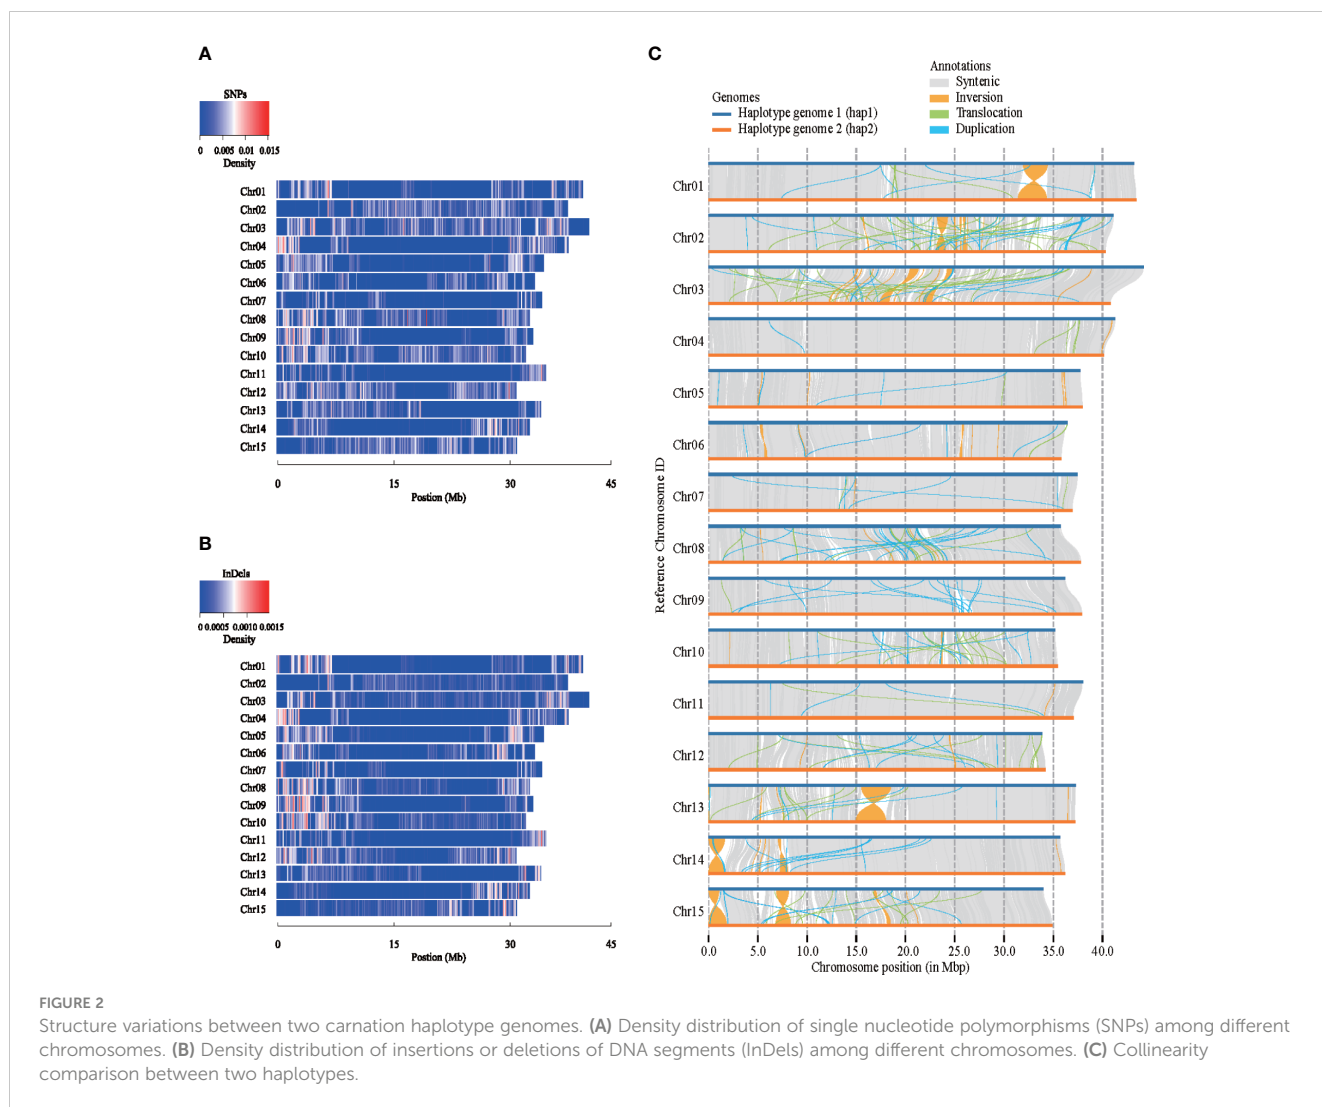 A
SNPs
0 0.005 0.01 0.015
Density
Chr01
Chr02
Chr03
Chr04
Chr05
Chr06
Chr07
Chr08
Chr09
Chr10
Chr11
Chr12
Chr13
Chr14
Chr15
0 15 30 45
Postion (Mb)
B
InDels
0 0.0005 0.0010 0.0015
Density
Chr01
Chr02
Chr03
Chr04
Chr05
Chr06
Chr07
Chr08
Chr09
Chr10
Chr11
Chr12
Chr13
Chr14
Chr15
0 15 30 45
Postion (Mb)
C
Genomes
Haplotype genome 1 (hap1)
Haplotype genome 2 (hap2)
Annotations
Syntenic
Inversion
Translocation
Duplication
Reference Chromosome ID
Chr01
Chr02
Chr03
Chr04
Chr05
Chr06
Chr07
Chr08
Chr09
Chr10
Chr11
Chr12
Chr13
Chr14
Chr15
0.0 5.0 10.0 15.0 20.0 25.0 30.0 35.0 40.0
Chromosome position (in Mbp)
FIGURE 2
Structure variations between two carnation haplotype genomes. (A) Density distribution of single nucleotide polymorphisms (SNPs) among different
chromosomes. (B) Density distribution of insertions or deletions of DNA segments (InDels) among different chromosomes. (C) Collinearity
comparison between two haplotypes.